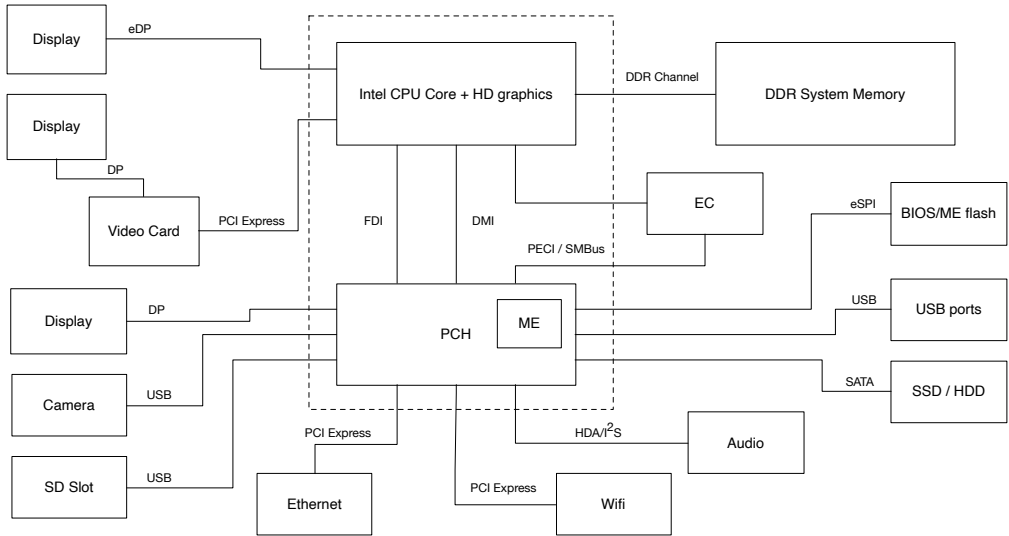 Display
eDP
Intel CPU Core + HD graphics
DDR Channel
DDR System Memory
Display
DP
Video Card
PCI Express
FDI
DMI
EC
PECI / SMBus
eSPI
BIOS/ME flash
Display
DP
PCH
ME
USB
USB ports
Camera
USB
SATA
SSD / HDD
PCI Express
HDA/I²S
Audio
SD Slot
USB
Ethernet
PCI Express
Wifi